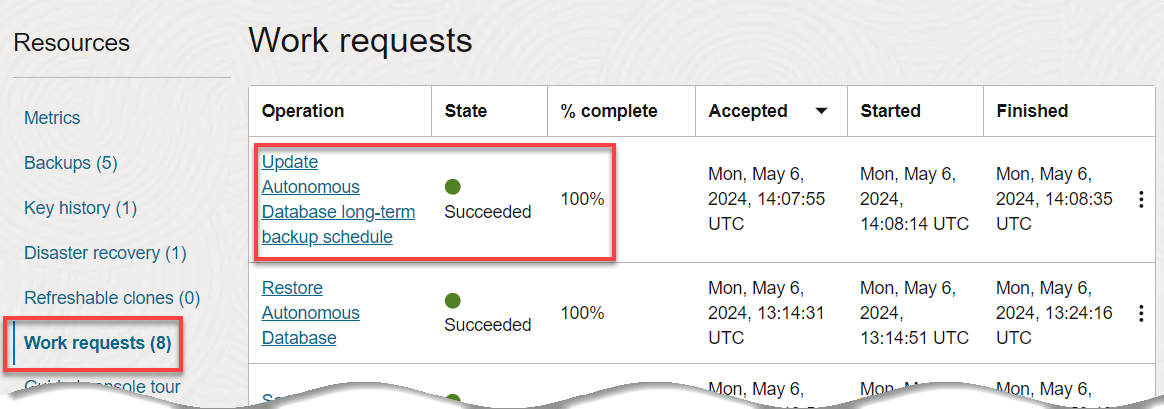 Resources
Metrics
Backups (5)
Key history (1)
Disaster recovery (1)
Refreshable clones (0)
Work requests (8)
Work requests
Operation State % complete Accepted Started Finished
Update
Autonomous
Database long-term
backup schedule
Succeeded
100%
Mon, May 6,
2024, 14:07:55
UTC
Mon, May 6,
2024,
14:08:14 UTC
Mon, May 6,
2024, 14:08:35
UTC
Restore
Autonomous
Database
Succeeded
100%
Mon, May 6,
2024, 13:14:31
UTC
Mon, May 6,
2024,
13:14:51 UTC
Mon, May 6,
2024, 13:24:16
UTC
Mon, May 6,
Mon, May 6,
Mon, May 6,